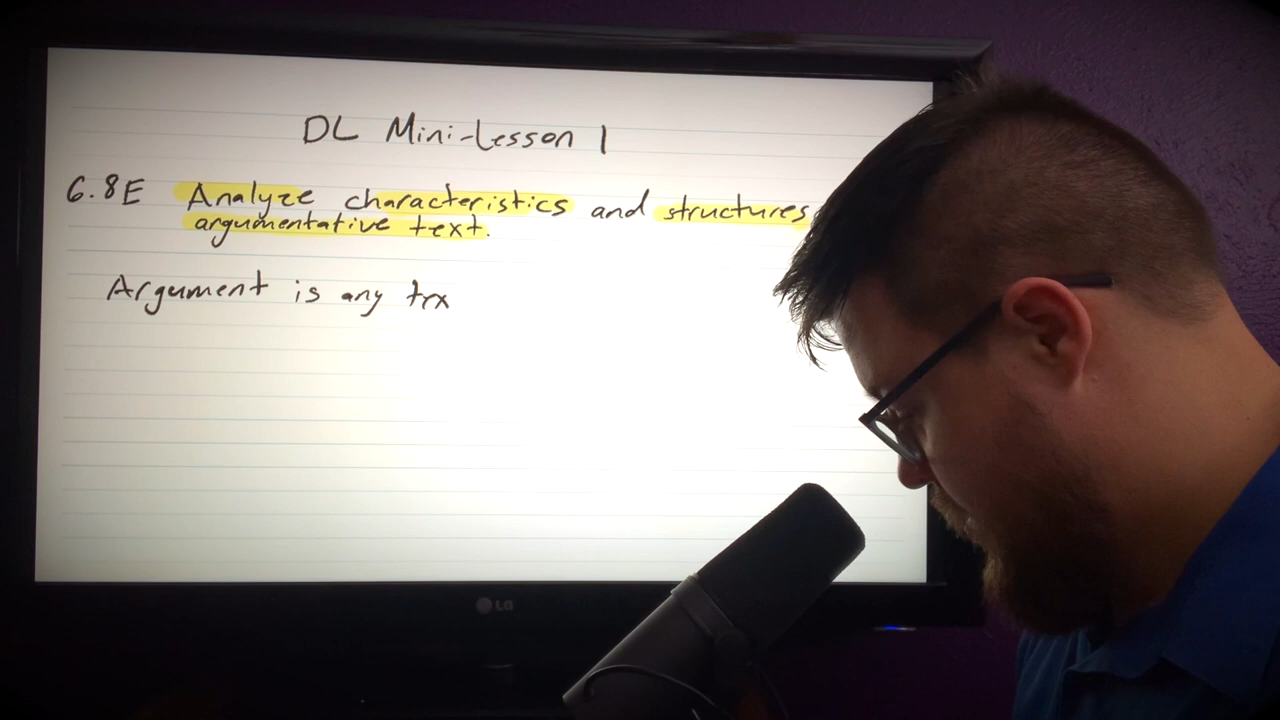 DL Mini-Lesson 1
6.8E Analyze characteristics and structures
argumentative text.
Argument is any trx
LG